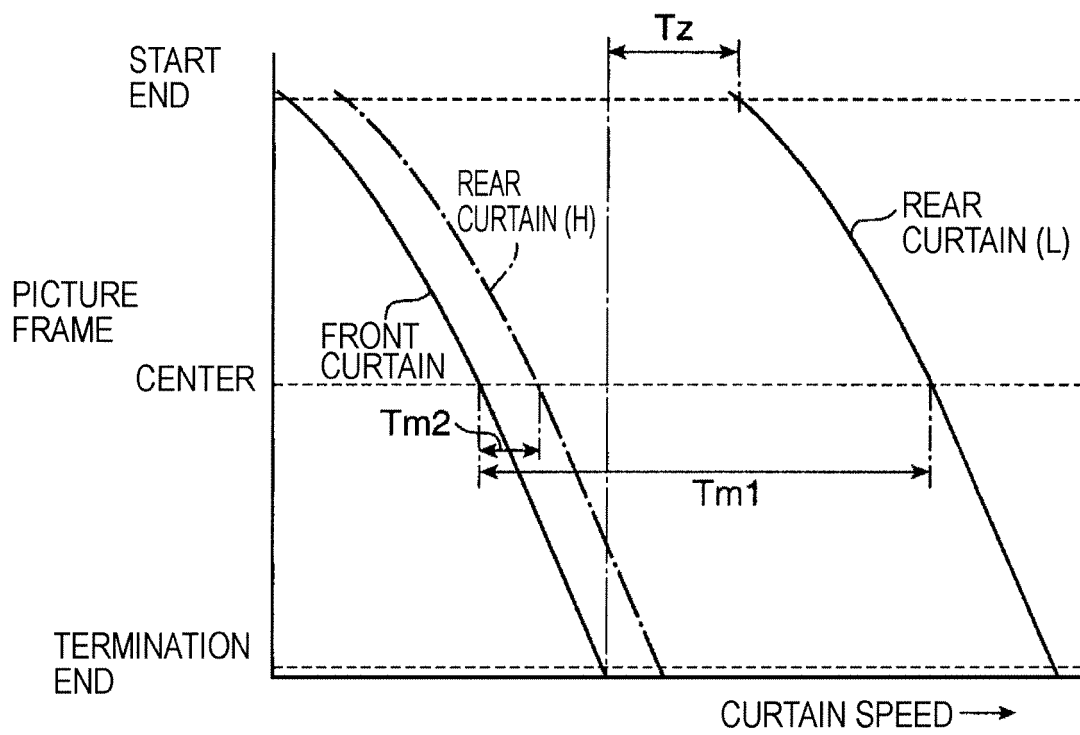 Tz
START
END
REAR
CURTAIN (H)
REAR
CURTAIN (L)
PICTURE
FRAME
FRONT
CURTAIN
CENTER
Tm2
Tm1
TERMINATION
END
CURTAIN SPEED